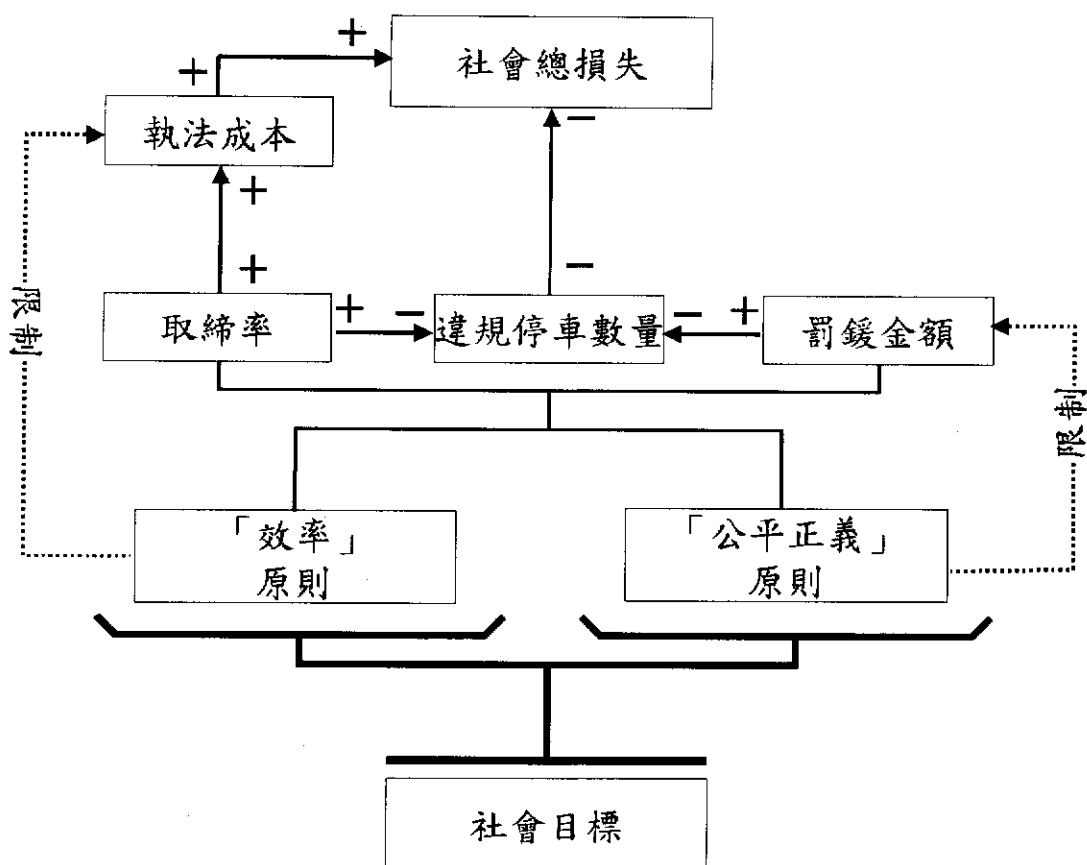 +
社會總損失
+
−
執法成本
+
+
−
取締率
+
−
違規停車數量
−
+
罰鍰金額
限制
限制
「效率」
原則
「公平正義」
原則
社會目標